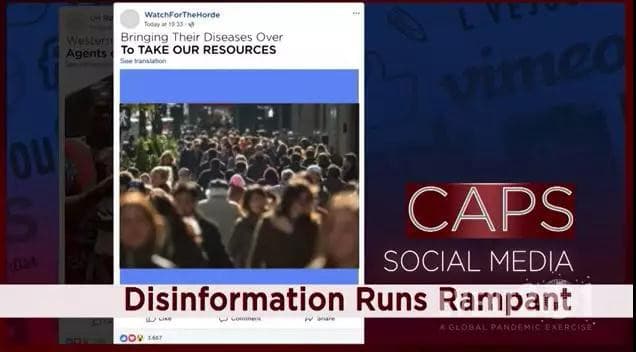 WatchForTheHorde
Today at 19:33
Bringing Their Diseases Over
To TAKE OUR RESOURCES
See translation
Western
Agents o
vimeo
CAPS
SOCIAL MEDIA
Disinformation Runs Rampant
Like Comment Share
3.667
A GLOBAL PANDEMIC EXERCISE